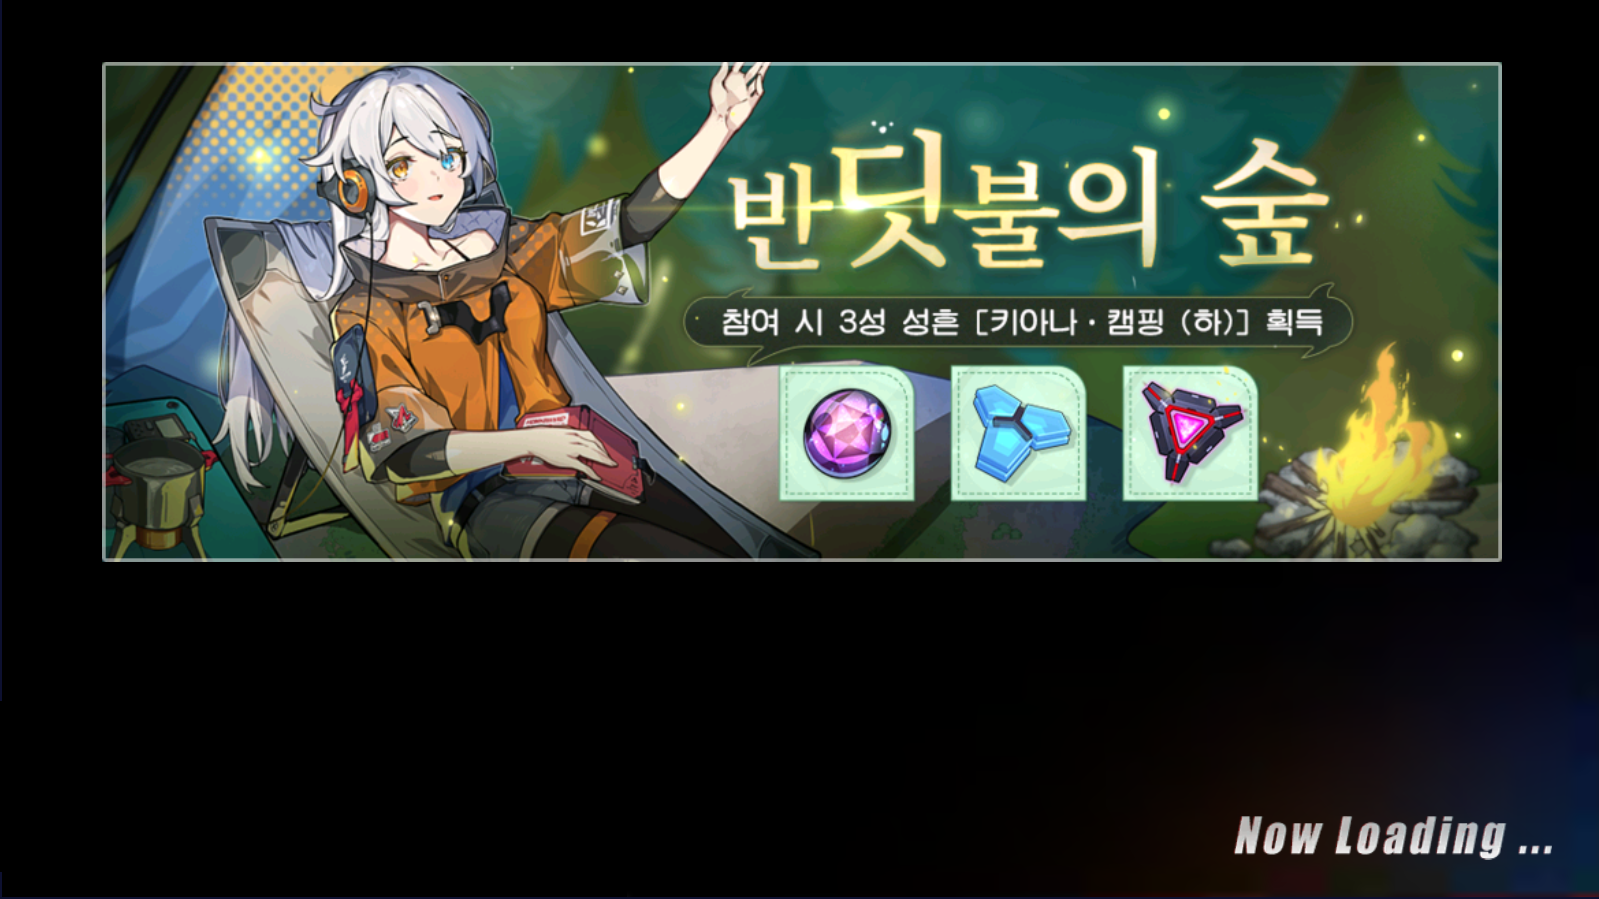 반딧불의 숲
참여 시 3성 성흔 [키아나·캠핑 (하)] 획득
Now Loading ...